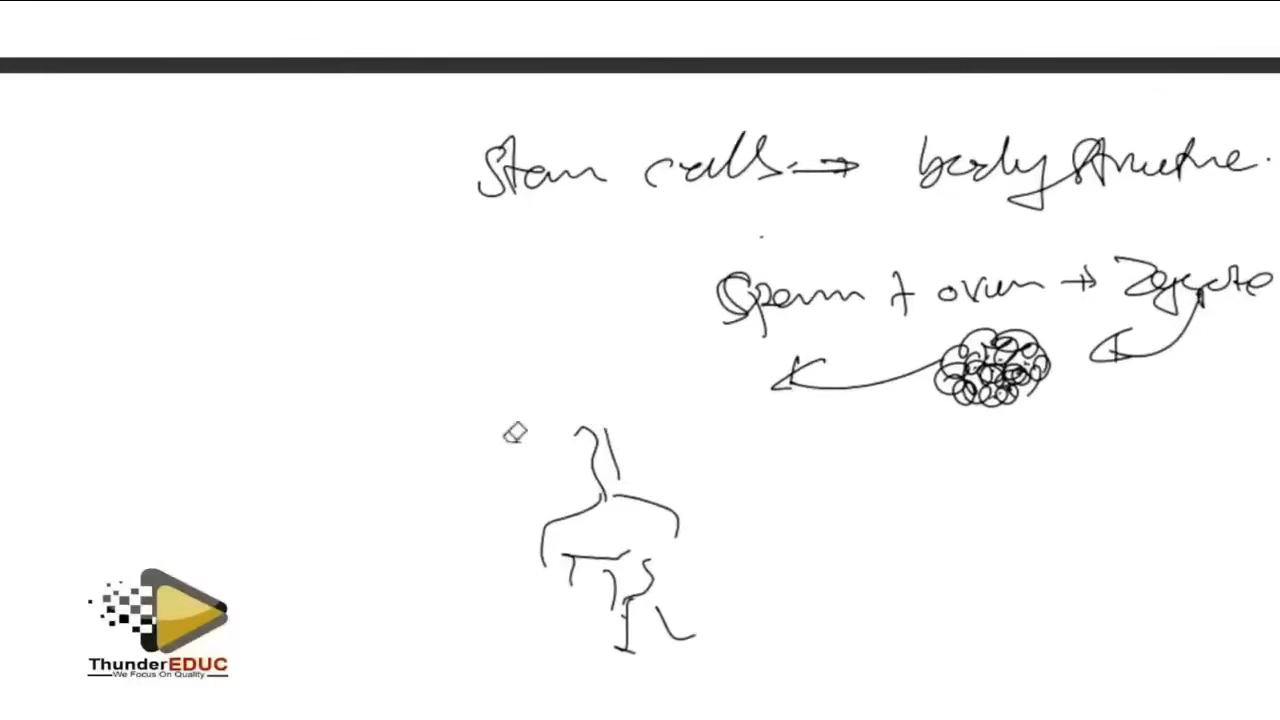 Stem cells → body structure.
Sperm + ovum → Zygote
ThunderEDUC
We Focus On Quality